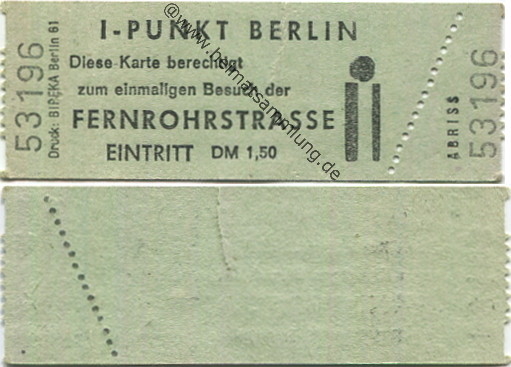 53196
Druck: BIPEKA Berlin 61
I-PUNKT BERLIN
Diese Karte berechtigt
zum einmaligen Besuch der
FERNROHRSTRASSE
EINTRITT DM 1,50
i
ABRISS
53196
@www.heimatsammlung.de